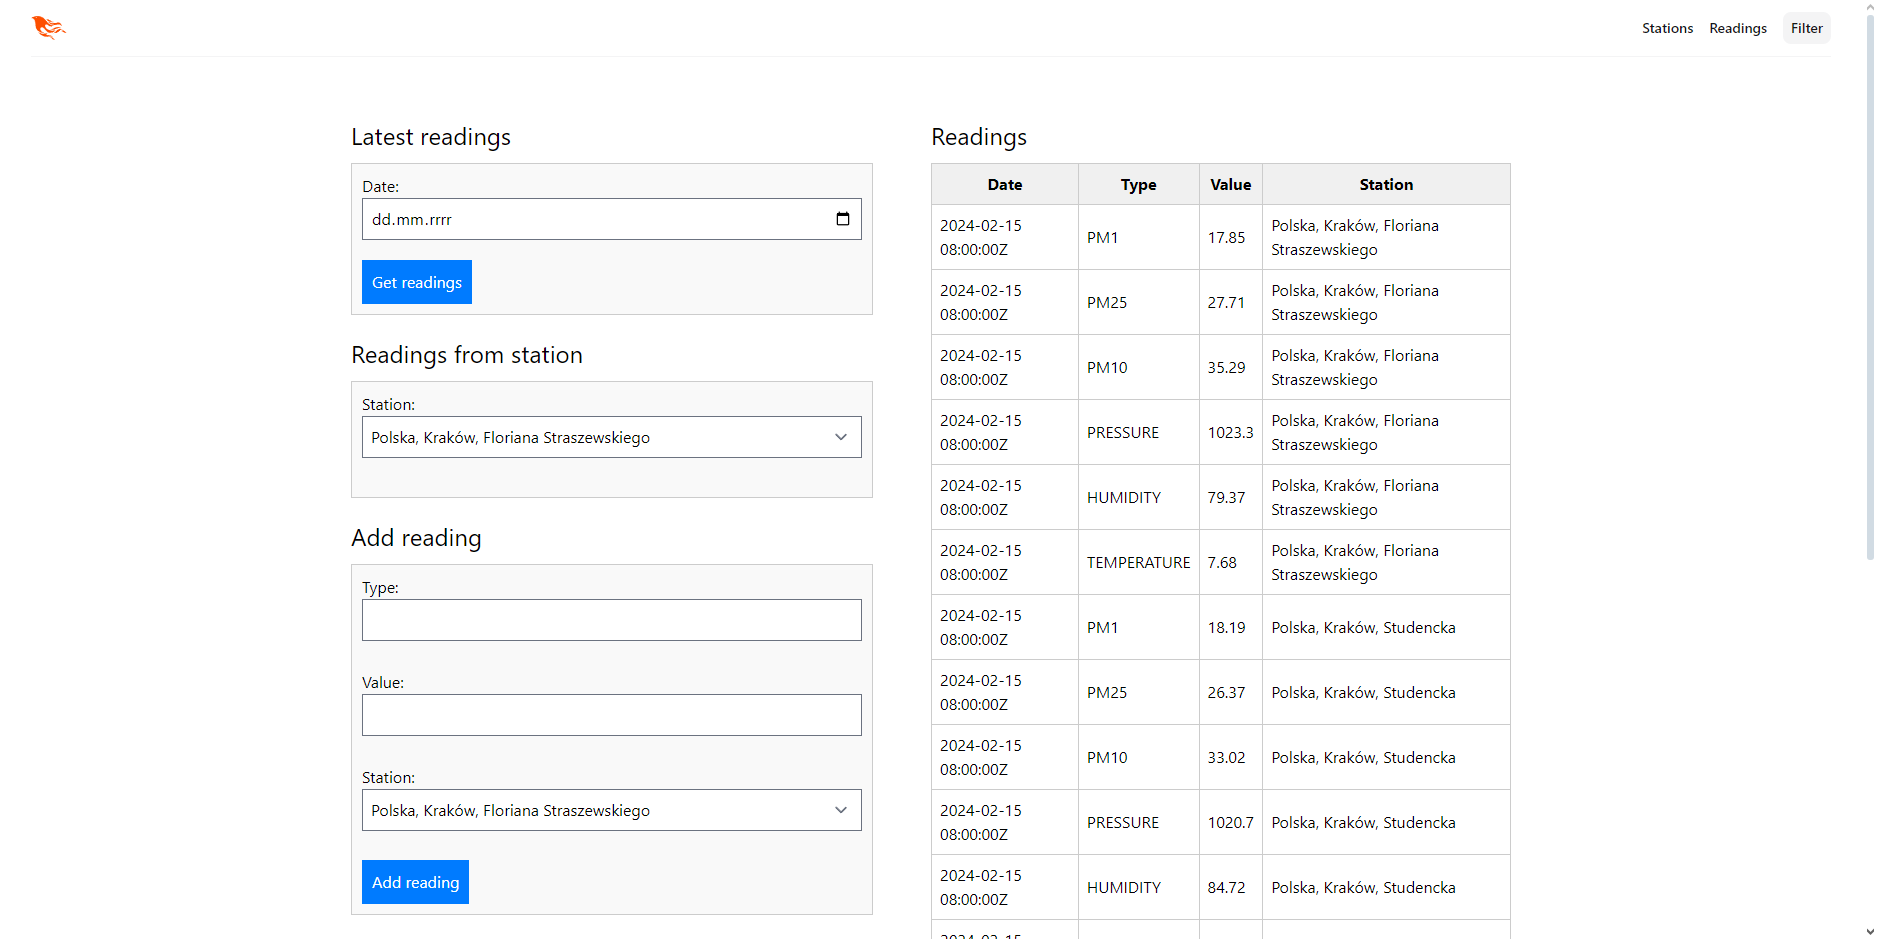 Stations Readings Filter
Latest readings
Date:
dd.mm.rrrr
Get readings
Readings from station
Station:
Polska, Kraków, Floriana Straszewskiego
Add reading
Type:
Value:
Station:
Polska, Kraków, Floriana Straszewskiego
Add reading
Readings
Date Type Value Station
2024-02-15
08:00:00Z
PM1
17.85
Polska, Kraków, Floriana
Straszewskiego
2024-02-15
08:00:00Z
PM25
27.71
Polska, Kraków, Floriana
Straszewskiego
2024-02-15
08:00:00Z
PM10
35.29
Polska, Kraków, Floriana
Straszewskiego
2024-02-15
08:00:00Z
PRESSURE
1023.3
Polska, Kraków, Floriana
Straszewskiego
2024-02-15
08:00:00Z
HUMIDITY
79.37
Polska, Kraków, Floriana
Straszewskiego
2024-02-15
08:00:00Z
TEMPERATURE
7.68
Polska, Kraków, Floriana
Straszewskiego
2024-02-15
08:00:00Z
PM1
18.19
Polska, Kraków, Studencka
2024-02-15
08:00:00Z
PM25
26.37
Polska, Kraków, Studencka
2024-02-15
08:00:00Z
PM10
33.02
Polska, Kraków, Studencka
2024-02-15
08:00:00Z
PRESSURE
1020.7
Polska, Kraków, Studencka
2024-02-15
08:00:00Z
HUMIDITY
84.72
Polska, Kraków, Studencka